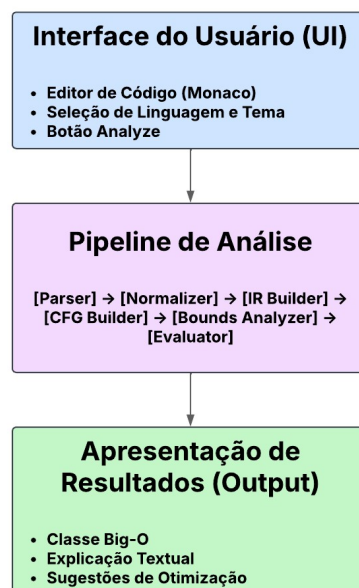 Interface do Usuário (UI)
• Editor de Código (Monaco)
• Seleção de Linguagem e Tema
• Botão Analyze
Pipeline de Análise
[Parser] → [Normalizer] → [IR Builder] →
[CFG Builder] → [Bounds Analyzer] →
[Evaluator]
Apresentação de
Resultados (Output)
• Classe Big-O
• Explicação Textual
• Sugestões de Otimização